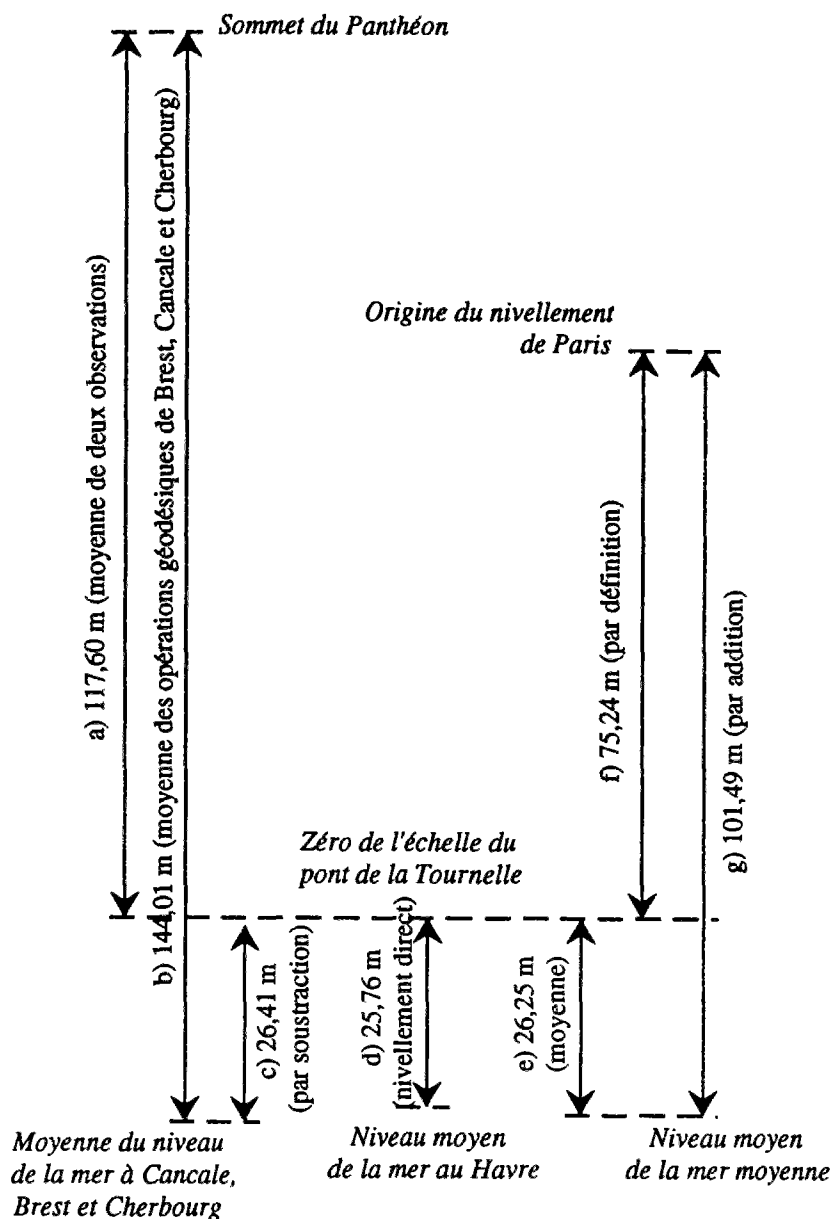 Sommet du Panthéon
a) 117,60 m (moyenne de deux observations)
b) 144,01 m (moyenne des opérations géodésiques de Brest, Cancale et Cherbourg)
Origine du nivellement
de Paris
f) 75,24 m (par définition)
g) 101,49 m (par addition)
Zéro de l'échelle du
pont de la Tournelle
c) 26,41 m
(par soustraction)
d) 25,76 m
(nivellement direct)
e) 26,25 m
(moyenne)
Moyenne du niveau
de la mer à Cancale,
Brest et Cherbourg
Niveau moyen
de la mer au Havre
Niveau moyen
de la mer moyenne